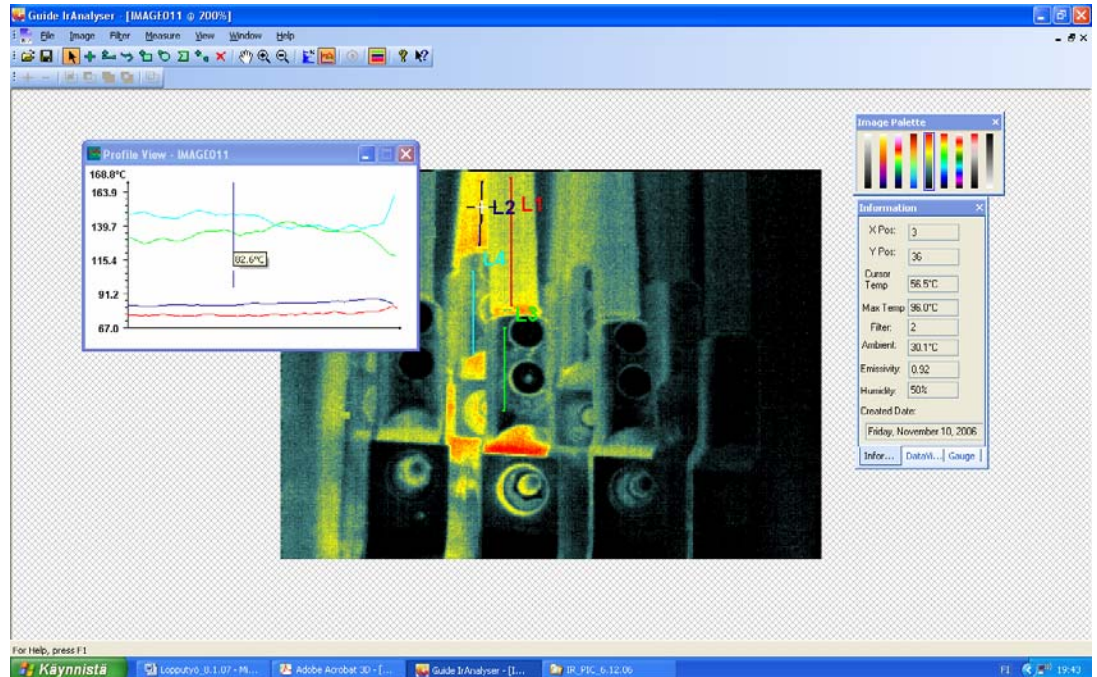 Guide IrAnalyser - [IMAGE011 @ 200%]
File Image Filter Measure View Window Help
Profile View - IMAGE011
168.8°C
163.9
139.7
115.4
91.2
67.0
82.6°C
L2 L1
L4
L3
Image Palette
Information
X Pos: 3
Y Pos: 36
Cursor Temp 56.5°C
Max Temp 96.0°C
Filter: 2
Ambient: 30.1°C
Emissivity: 0.92
Humidity: 50%
Created Date:
Friday, November 10, 2006
Infor... DataVi... Gauge
For Help, press F1
Käynnistä Lopputyö_8.1.07 - Mi... Adobe Acrobat 3D - [... Guide IrAnalyser - [I... IR_PIC_6.12.06 FI 19:43